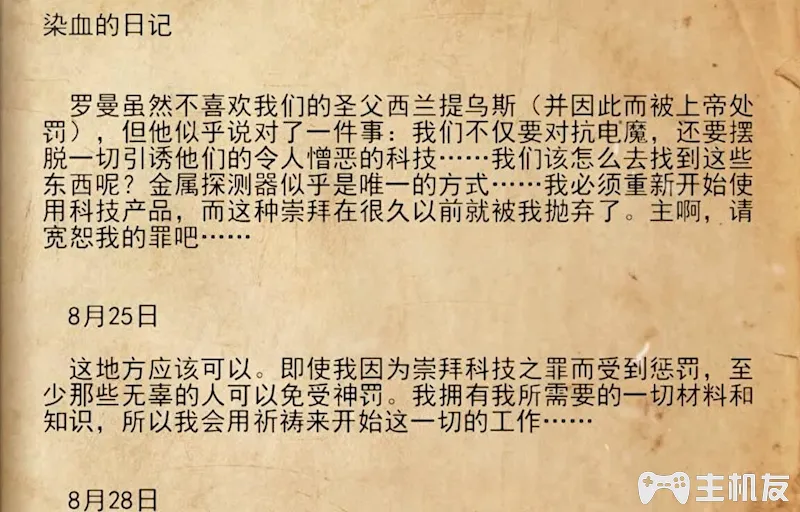 染血的日记
罗曼虽然不喜欢我们的圣父西兰提乌斯（并因此而被上帝处
罚），但他似乎说对了一件事：我们不仅要对抗电魔，还要摆
脱一切引诱他们的令人憎恶的科技……我们该怎么去找到这些
东西呢？金属探测器似乎是唯一的方式……我必须重新开始使
用科技产品，而这种崇拜在很久以前就被我抛弃了。主啊，请
宽恕我的罪吧……
8月25日
这地方应该可以。即使我因为崇拜科技之罪而受到惩罚，至
少那些无辜的人可以免受神罚。我拥有我所需要的一切材料和
知识，所以我会用祈祷来开始这一切的工作……
8月28日
主机友